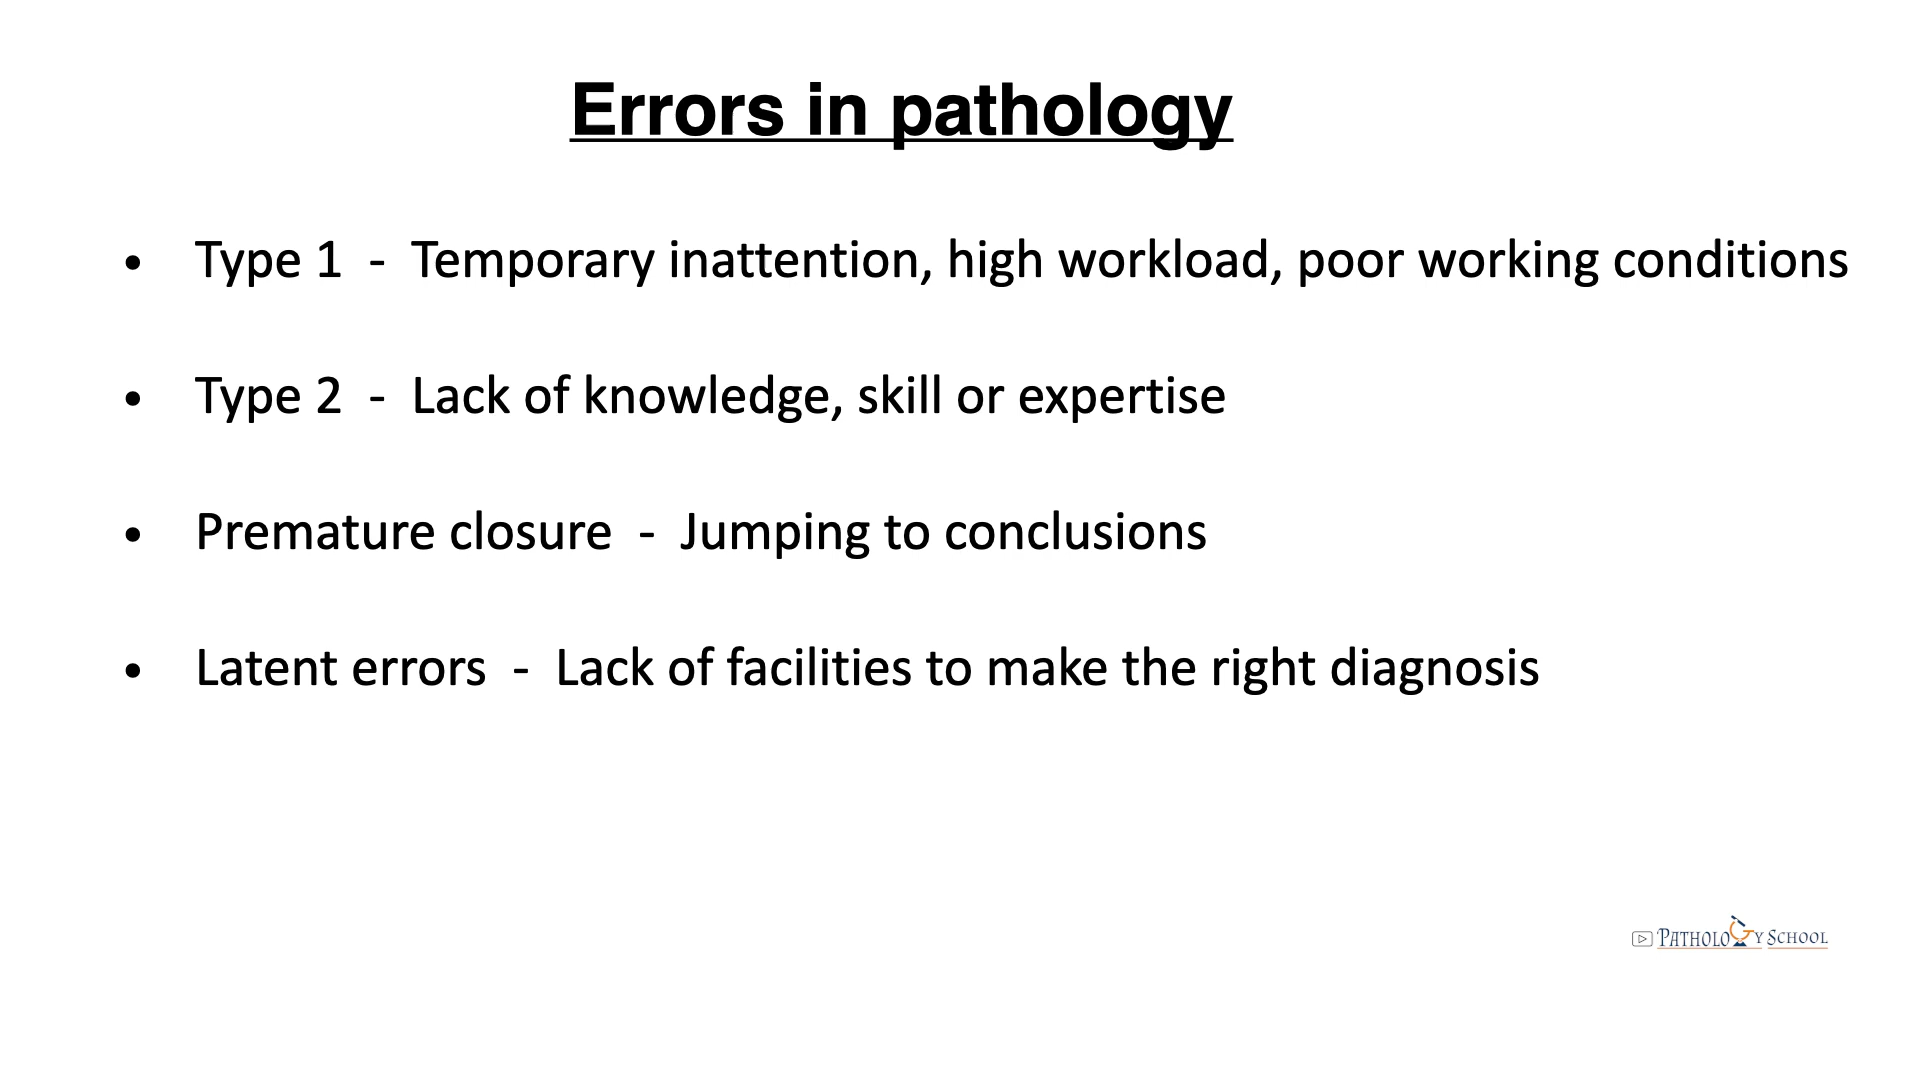 Errors in pathology
• Type 1 - Temporary inattention, high workload, poor working conditions
• Type 2 - Lack of knowledge, skill or expertise
• Premature closure - Jumping to conclusions
• Latent errors - Lack of facilities to make the right diagnosis
PATHOLOGY SCHOOL